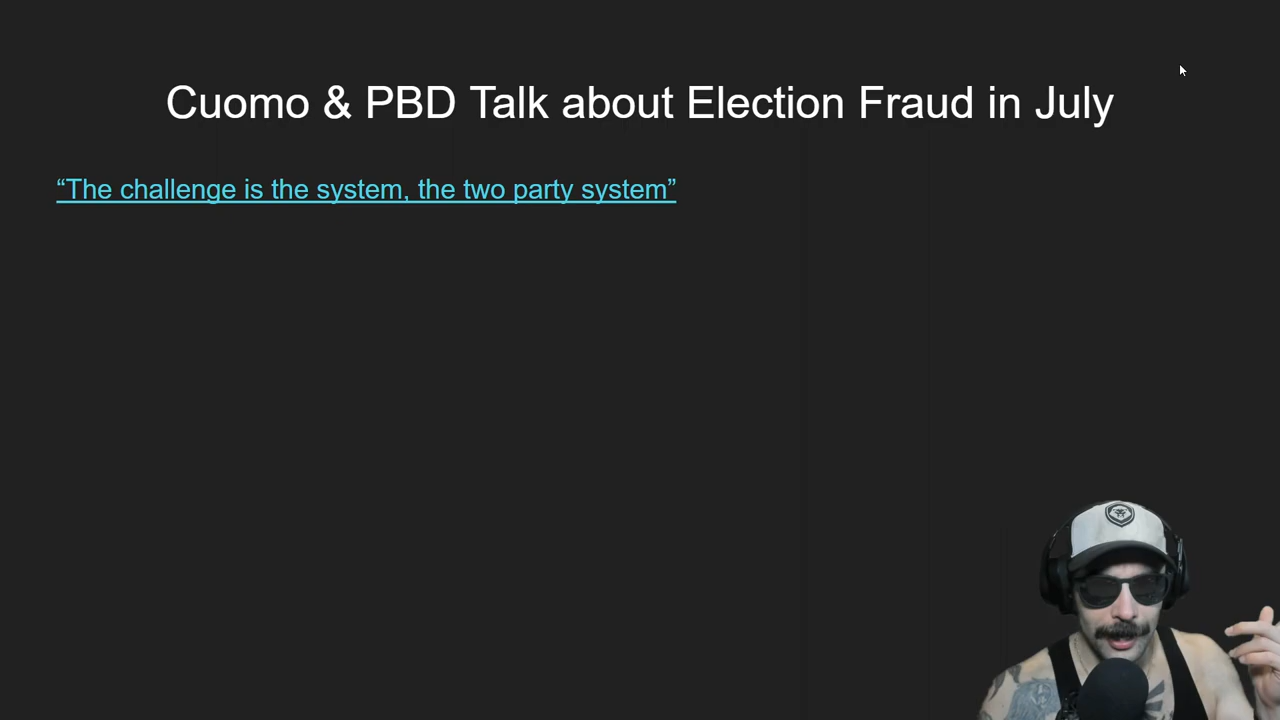 Cuomo & PBD Talk about Election Fraud in July
“The challenge is the system, the two party system”